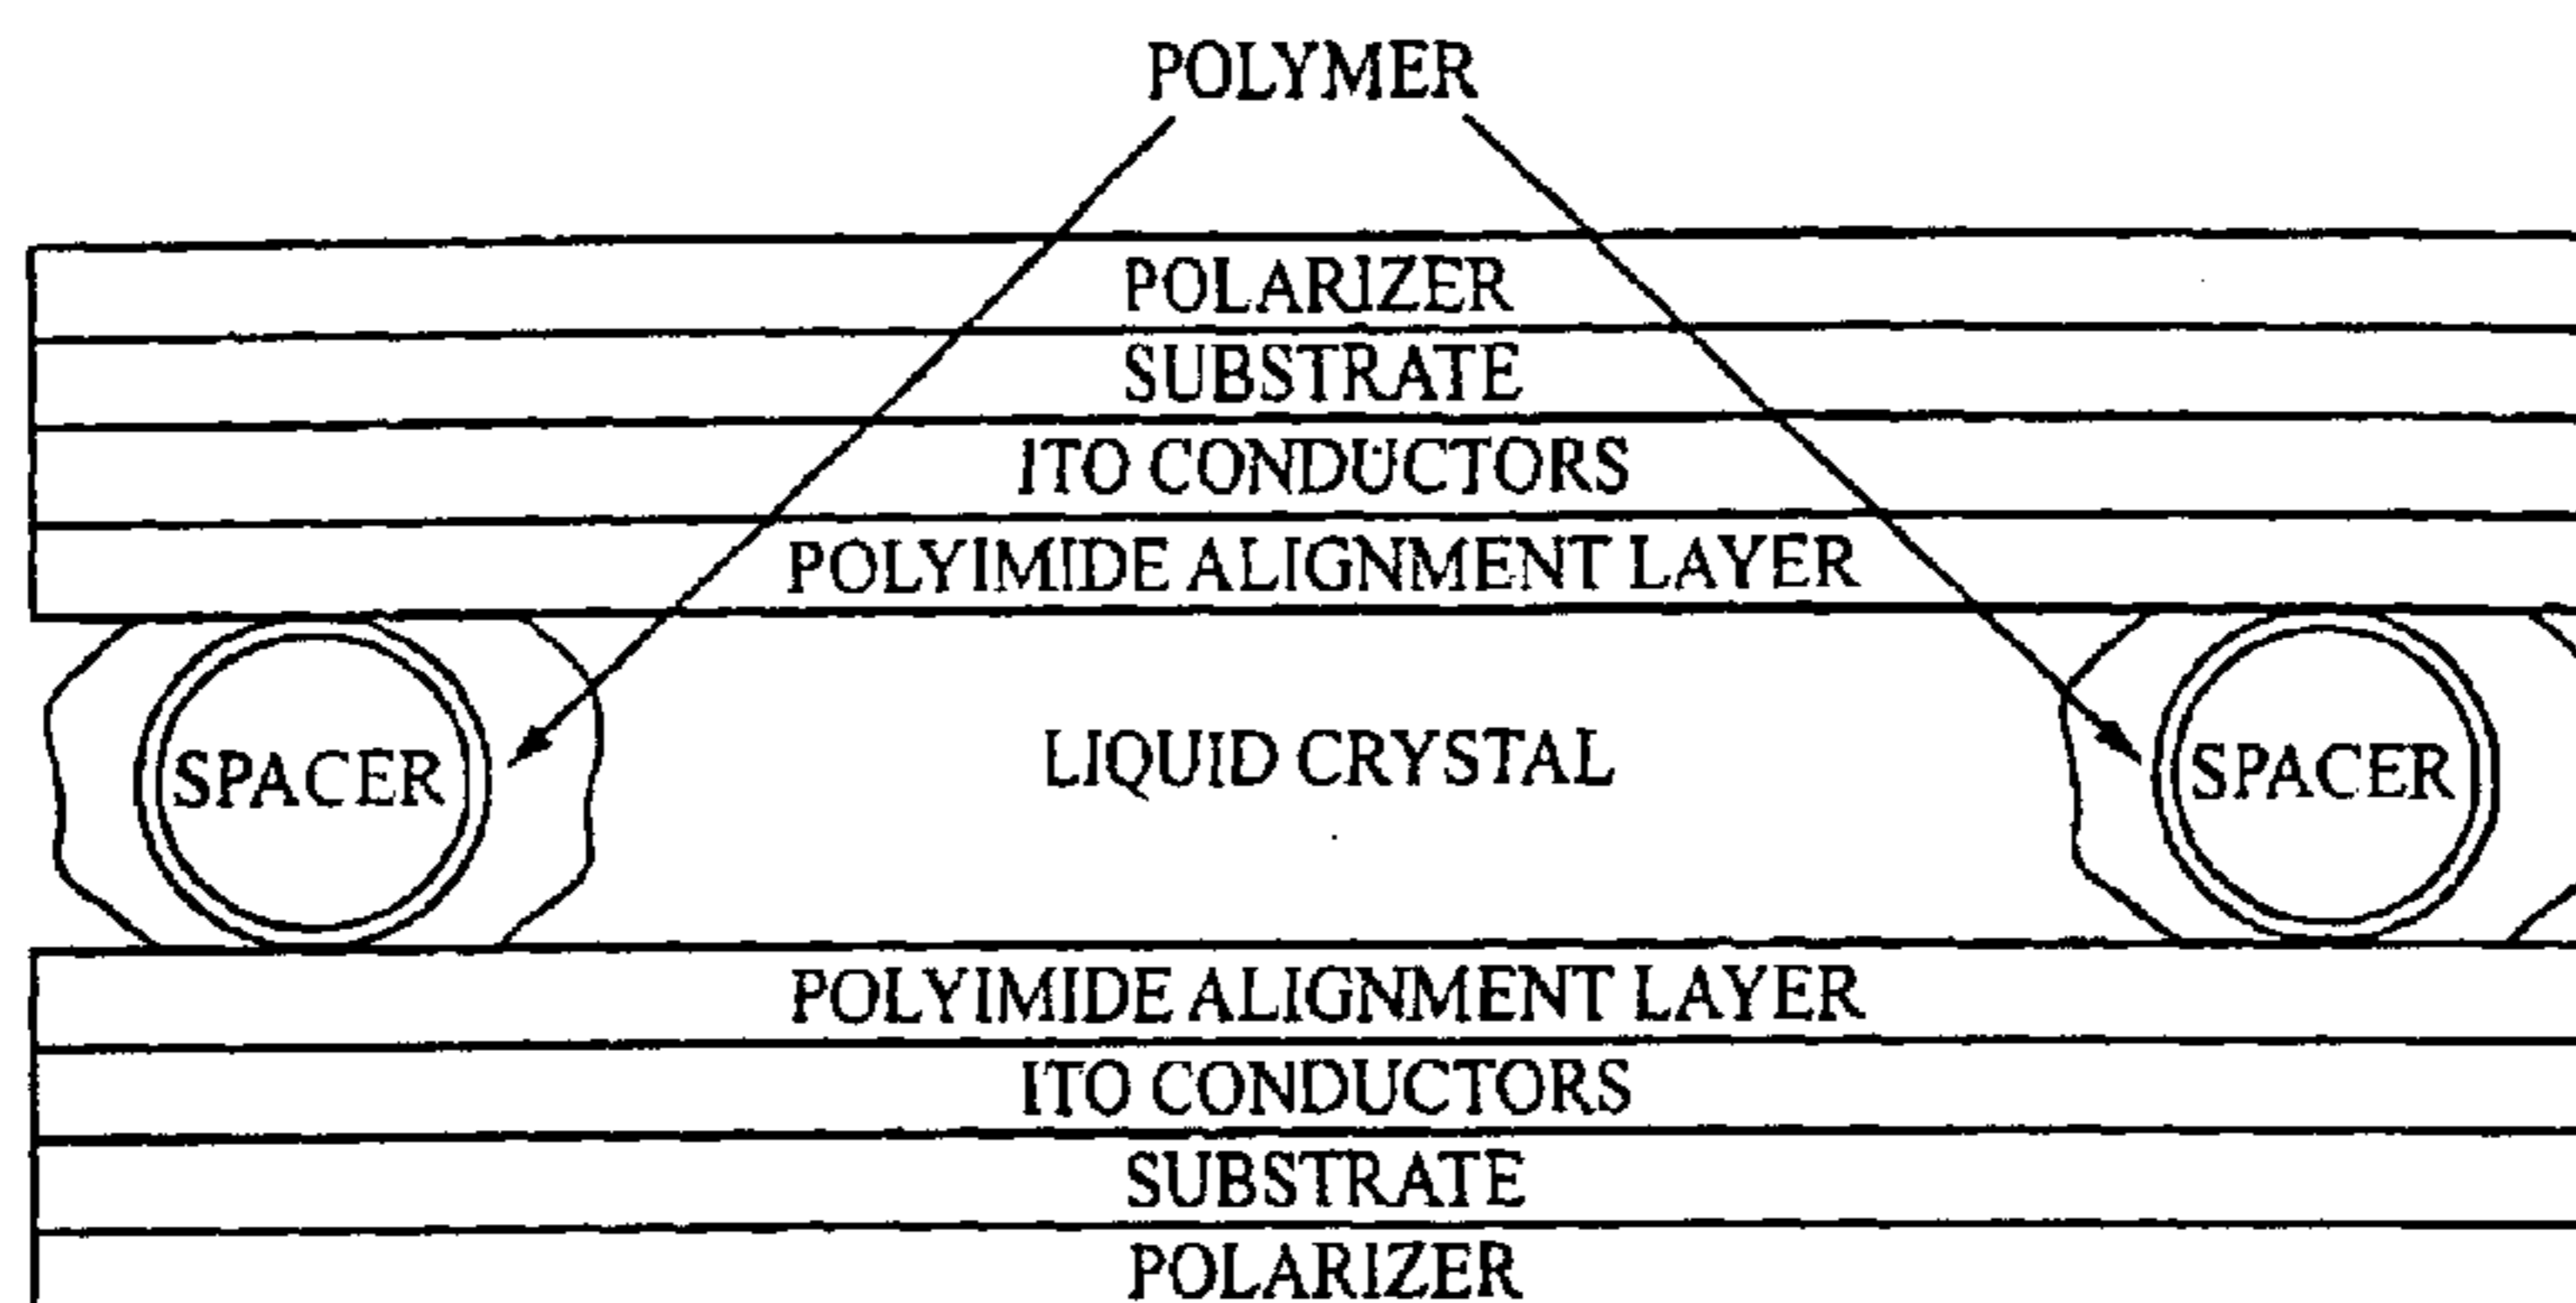 POLYMER
POLARIZER
SUBSTRATE
ITO CONDUCTORS
POLYIMIDE ALIGNMENT LAYER
SPACER LIQUID CRYSTAL SPACER
POLYIMIDE ALIGNMENT LAYER
ITO CONDUCTORS
SUBSTRATE
POLARIZER